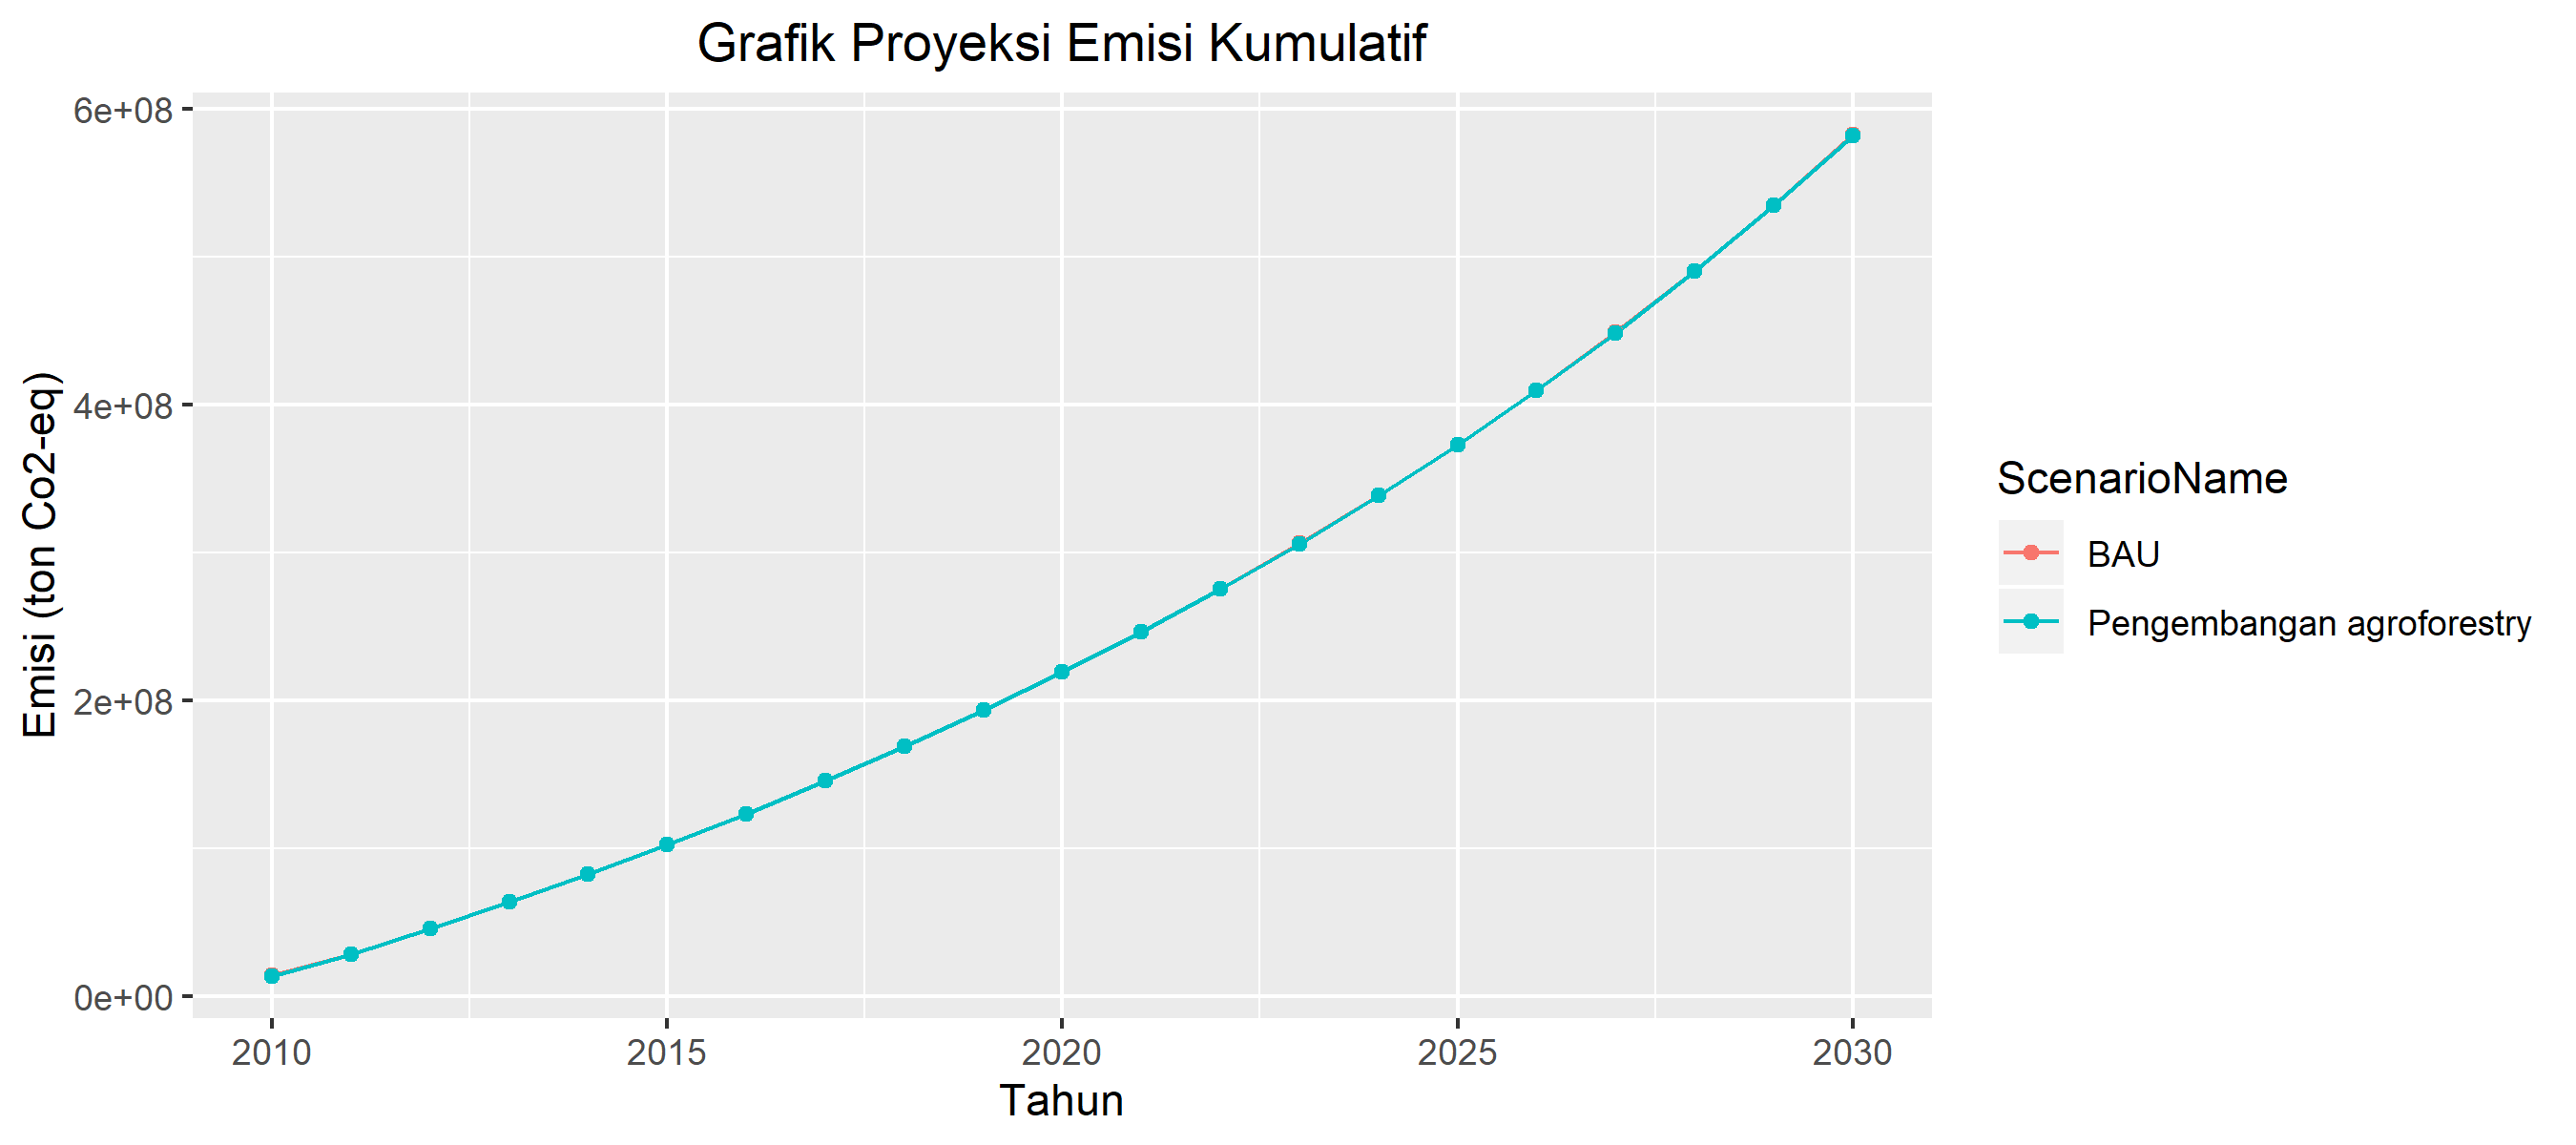 Grafik Proyeksi Emisi Kumulatif
6e+08
4e+08
2e+08
0e+00
Emisi (ton Co2-eq)
2010
2015
2020
2025
2030
Tahun
ScenarioName
BAU
Pengembangan agroforestry